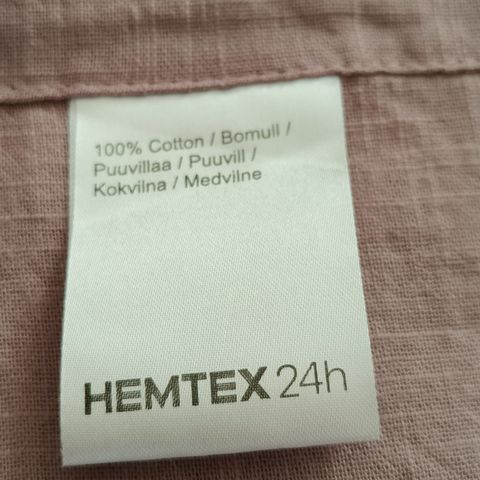 100% Cotton / Bomull /
Puuvillaa / Puuvill /
Kokvilna / Medvilne
HEMTEX 24h